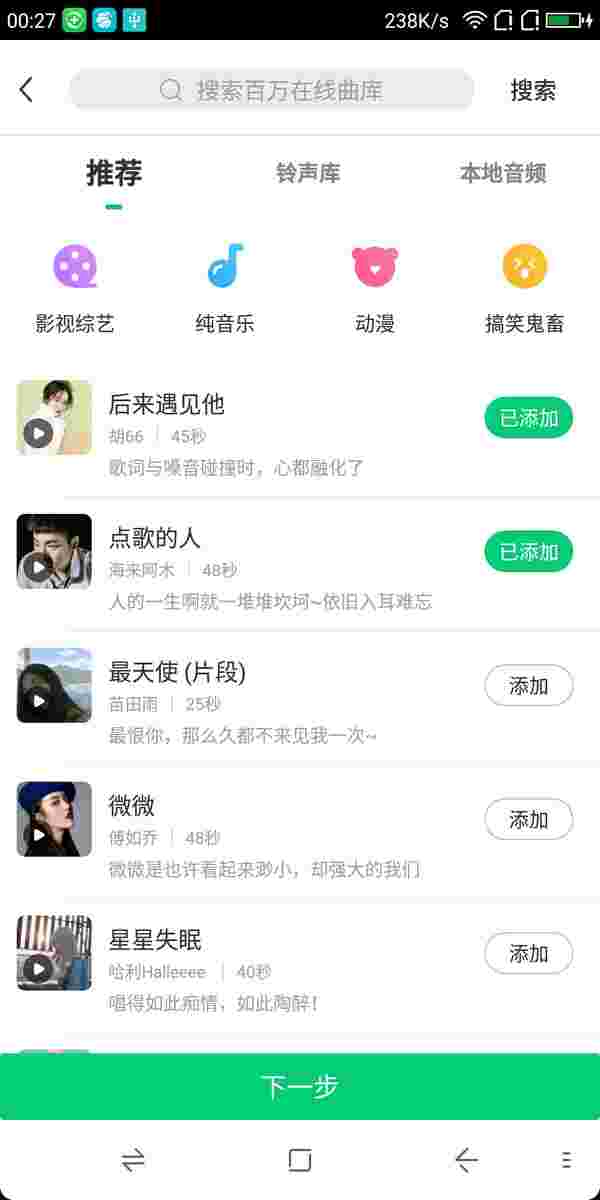 00:27
238K/s
搜索百万在线曲库
搜索
推荐
铃声库
本地音频
影视综艺
纯音乐
动漫
搞笑鬼畜
后来遇见他
胡66 | 45秒
歌词与嗓音碰撞时，心都融化了
已添加
点歌的人
海来阿木 | 48秒
人的一生啊就一堆堆坎坷~依旧入耳难忘
已添加
最天使 (片段)
苗田雨 | 25秒
最恨你，那么久都不来见我一次~
添加
微微
傅如乔 | 48秒
微微是也许看起来渺小，却强大的我们
添加
星星失眠
哈利Halleeee | 40秒
唱得如此痴情，如此陶醉！
添加
下一步